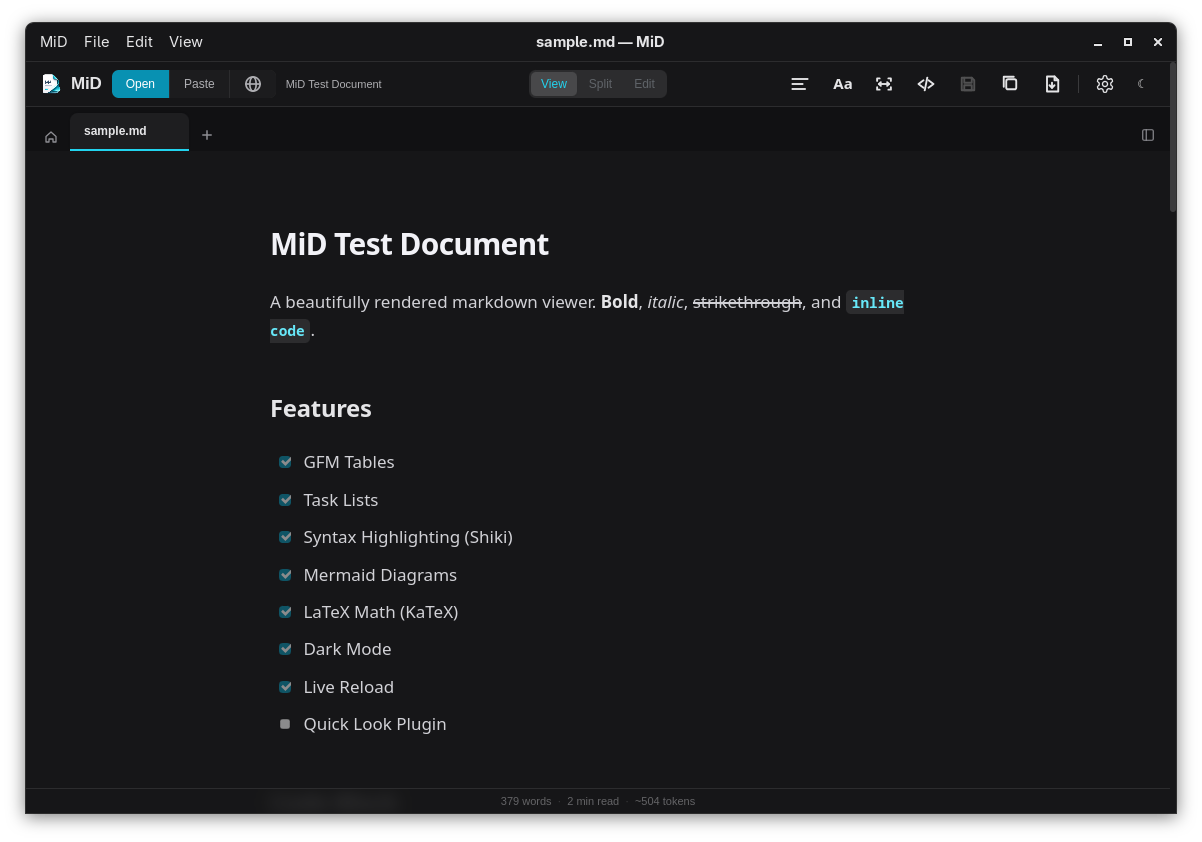 MiD File Edit View sample.md — MiD
MiD Open Paste MiD Test Document View Split Edit Aa
sample.md
MiD Test Document
A beautifully rendered markdown viewer. Bold, italic, strikethrough, and inline
code.
Features
GFM Tables
Task Lists
Syntax Highlighting (Shiki)
Mermaid Diagrams
LaTeX Math (KaTeX)
Dark Mode
Live Reload
Quick Look Plugin
379 words · 2 min read · ~504 tokens